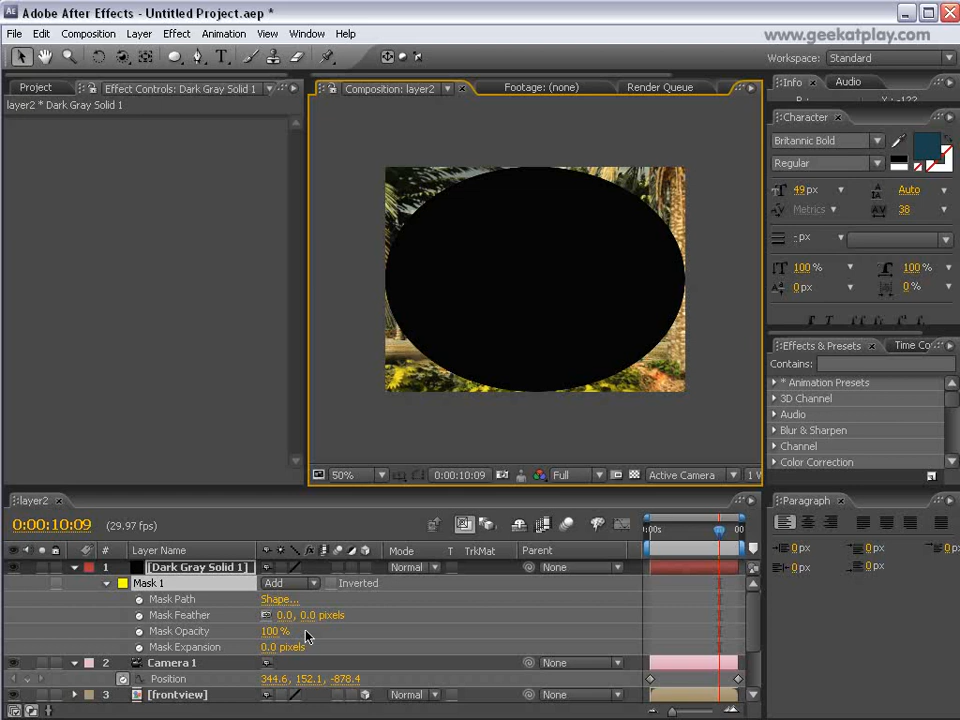 Adobe After Effects - Untitled Project.aep *
File Edit Composition Layer Effect Animation View Window Help
www.geekatplay.com
Workspace: Standard
Project Effect Controls: Dark Gray Solid 1
Composition: layer2 Footage: (none) Render Queue
Info Audio
layer2 * Dark Gray Solid 1
Character
Britannic Bold
Regular
49 px Auto
Metrics 38
- px
100 % 100 %
0 px 0 %
Effects & Presets Time Co
Contains:
* Animation Presets
3D Channel
Audio
Blur & Sharpen
Channel
Color Correction
50% 0:00:10:09 Full Active Camera 1 V
layer2
Paragraph
0:00:10:09 (29.97 fps)
:00s 00
0 px 0 px 0 p
0 px 0 px
# Layer Name Mode T TrkMat Parent
1 [Dark Gray Solid 1] Normal None
Mask 1 Add Inverted
Mask Path Shape...
Mask Feather 0.0, 0.0 pixels
Mask Opacity 100 %
Mask Expansion 0.0 pixels
2 Camera 1 None
Position 344.6, 152.1, -878.4
3 [frontview] Normal None